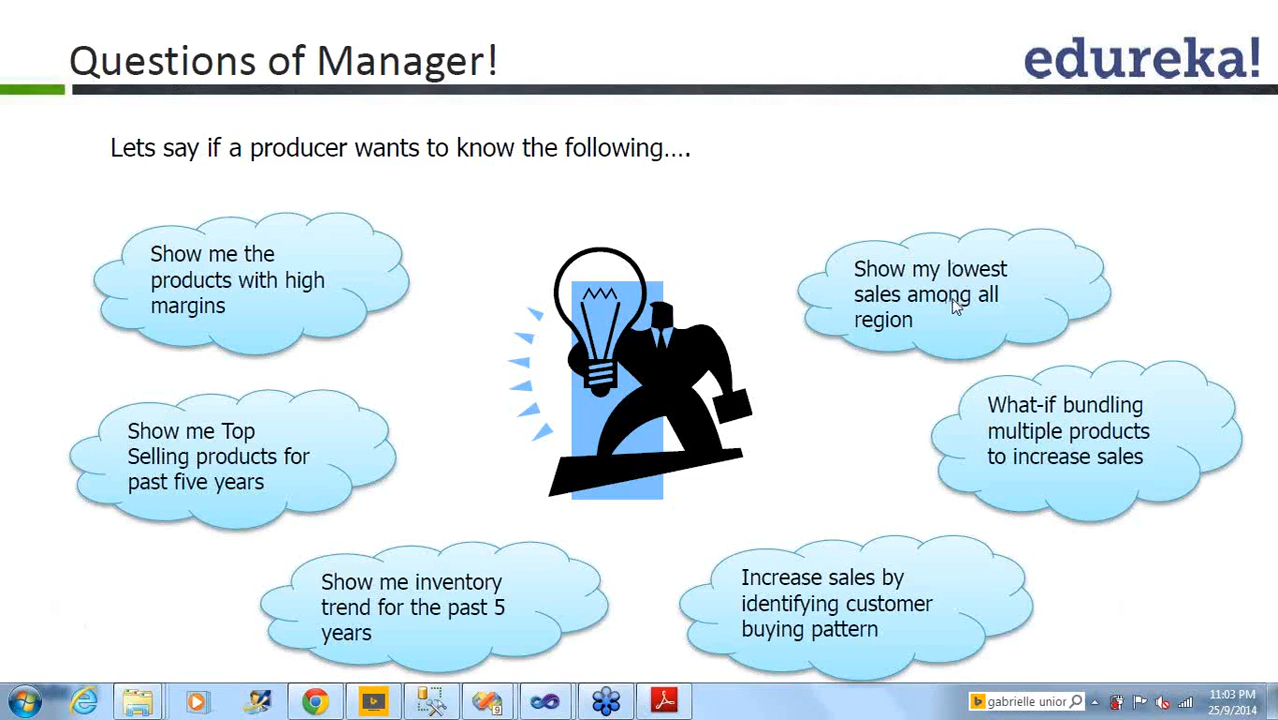 Questions of Manager!
edureka!
Lets say if a producer wants to know the following....
Show me the
products with high
margins
Show my lowest
sales among all
region
What-if bundling
multiple products
to increase sales
Show me Top
Selling products for
past five years
Show me inventory
trend for the past 5
years
Increase sales by
identifying customer
buying pattern
gabrielle unior
11:03 PM
25/9/2014